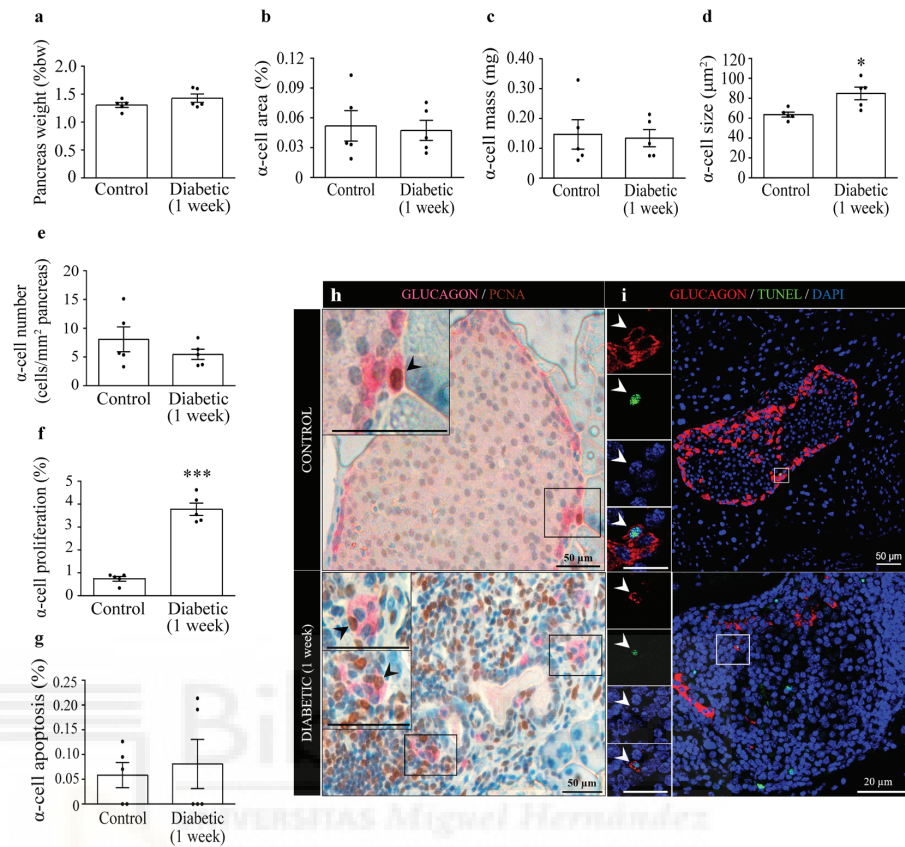 a
Pancreas weight (%bw)
2.0
1.5
1.0
0.5
0
Control
Diabetic
(1 week)
b
α-cell area (%)
0.12
0.09
0.06
0.03
0
Control
Diabetic
(1 week)
c
α-cell mass (mg)
0.40
0.30
0.20
0.10
0
Control
Diabetic
(1 week)
d
α-cell size (µm²)
120
100
80
60
40
20
0
*
Control
Diabetic
(1 week)
e
α-cell number
(cells/mm² pancreas)
20
15
10
5
0
Control
Diabetic
(1 week)
f
α-cell proliferation (%)
5
4
3
2
1
0
***
Control
Diabetic
(1 week)
g
α-cell apoptosis (%)
0.25
0.20
0.15
0.10
0.05
0
Control
Diabetic
(1 week)
h
GLUCAGON / PCNA
CONTROL
50 µm
DIABETIC (1 week)
50 µm
i
GLUCAGON / TUNEL / DAPI
50 µm
20 µm
Bi
VERSITAS Miguel Hernández